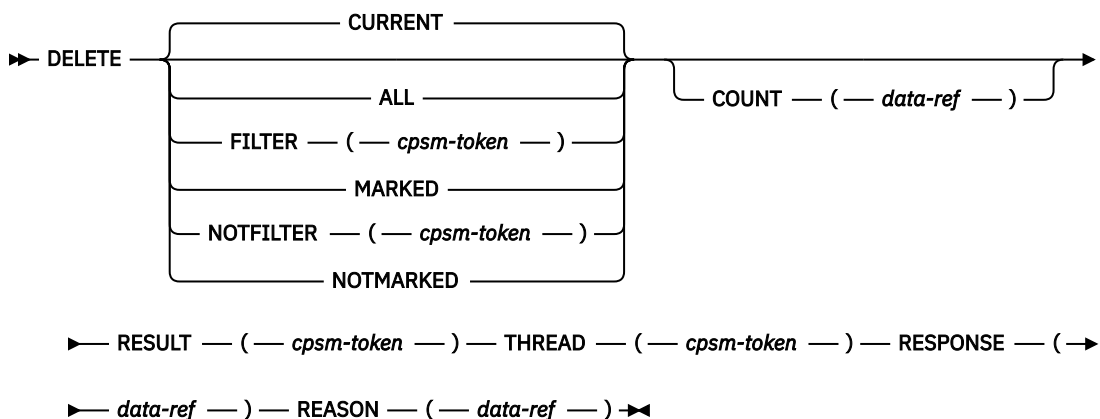 CURRENT
DELETE
ALL
COUNT ( data-ref )
FILTER ( cpsm-token )
MARKED
NOTFILTER ( cpsm-token )
NOTMARKED
RESULT ( cpsm-token ) THREAD ( cpsm-token ) RESPONSE (
data-ref ) REASON ( data-ref )